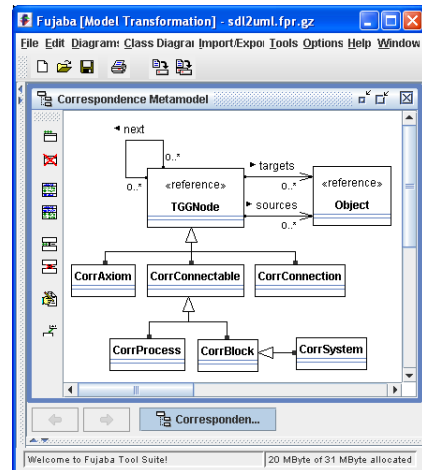 Fujaba [Model Transformation] - sdl2uml.fpr.gz
File Edit Diagrams Class Diagrar Import/Expor Tools Options Help Window
Correspondence Metamodel
◄ next
0..*
0..*
► targets
0..*
► sources
0..*
«reference»
TGGNode
«reference»
Object
CorrAxiom CorrConnectable CorrConnection
CorrProcess CorrBlock CorrSystem
Corresponden...
Welcome to Fujaba Tool Suite! 20 MByte of 31 MByte allocated